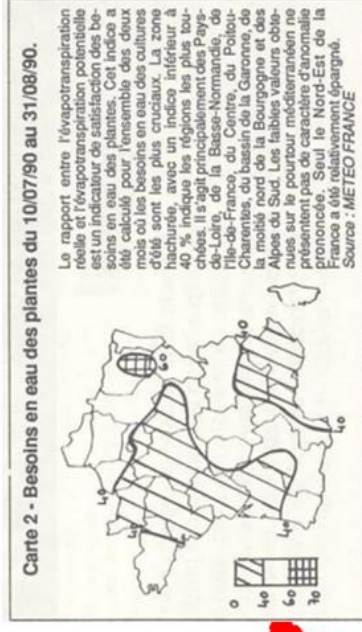 Carte 2 - Besoins en eau des plantes du 10/07/90 au 31/08/90.
Le rapport entre l'évapotranspiration
réelle et l'évapotranspiration potentielle
est un indicateur de satisfaction des be-
soins en eau des plantes. Cet indice a
été calculé pour l'ensemble des deux
mois où les besoins en eau des cultures
d'été sont les plus cruciaux. La zone
hachurée, avec un indice inférieur à
40 % indique les régions les plus tou-
chées. Il s'agit principalement des Pays-
de-Loire, de la Basse-Normandie, de
l'Ile-de-France, du Centre, du Poitou-
Charentes, du bassin de la Garonne, de
la moitié nord de la Bourgogne et des
Alpes du Sud. Les faibles valeurs obte-
nues sur le pourtour méditerranéen ne
présentent pas de caractère d'anomalie
prononcée. Seul le Nord-Est de la
France a été relativement épargné.
Source : METEO FRANCE
40
40
60
40
40
40
0
40
60
70